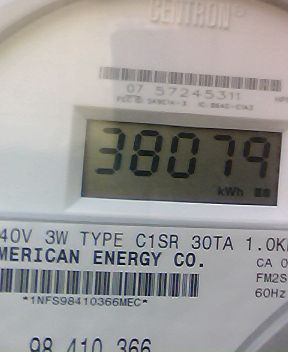 CENTRON®
07 57245311
38079
kWh
40V 3W TYPE C1SR 30TA 1.0K
MERICAN ENERGY CO.
CA 0
FM2S
*1NFS98410366MEC*
60Hz
98 410 366